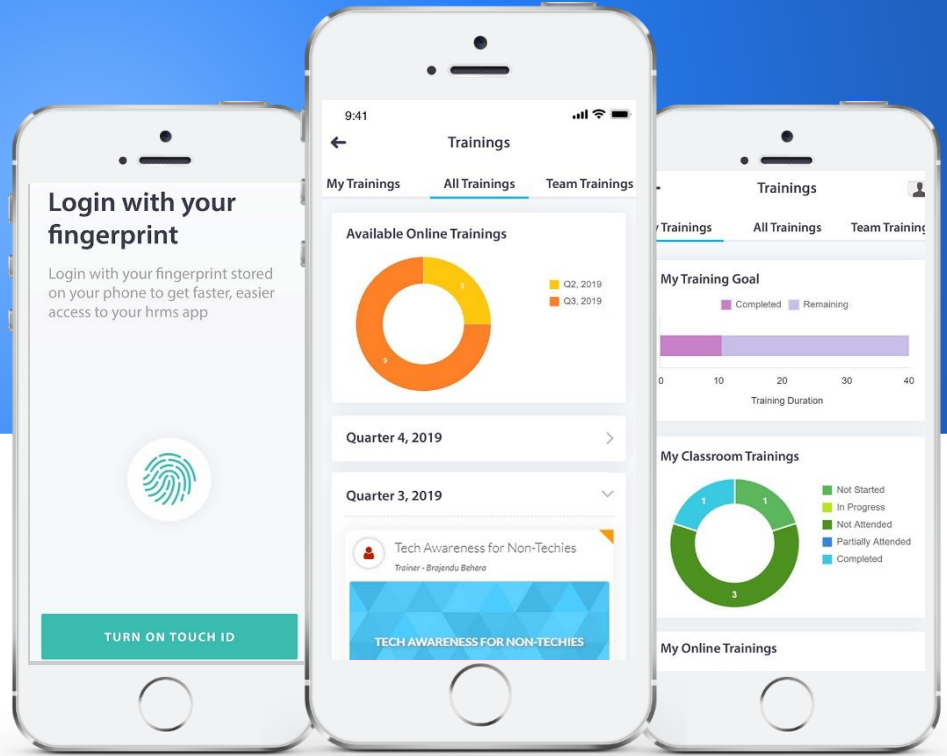 Login with your
fingerprint
Login with your fingerprint stored
on your phone to get faster, easier
access to your hrms app
TURN ON TOUCH ID
9:41
Trainings
My Trainings All Trainings Team Trainings
Available Online Trainings
3
9
Q2, 2019
Q3, 2019
Quarter 4, 2019
Quarter 3, 2019
Tech Awareness for Non-Techies
Trainer - Brajendu Behera
TECH AWARENESS FOR NON-TECHIES
Trainings
Trainings All Trainings Team Training
My Training Goal
Completed Remaining
0 10 20 30 40
Training Duration
My Classroom Trainings
1 1
3
Not Started
In Progress
Not Attended
Partially Attended
Completed
My Online Trainings